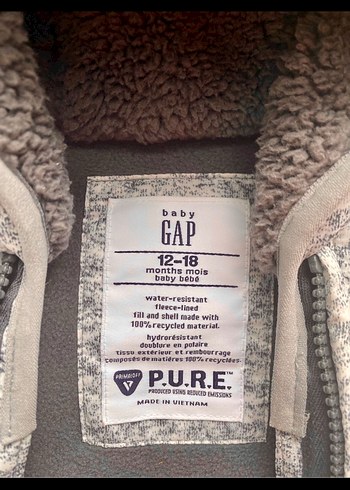 baby
GAP
12-18
months mois
baby bébé
water-resistant
fleece-lined
fill and shell made with
100% recycled material.
hydrorésistant
doublure en polaire
tissu extérieur et rembourrage
composés de matières 100% recyclées.
PRIMALOFT
P.U.R.E.™
PRODUCED USING REDUCED EMISSIONS
MADE IN VIETNAM